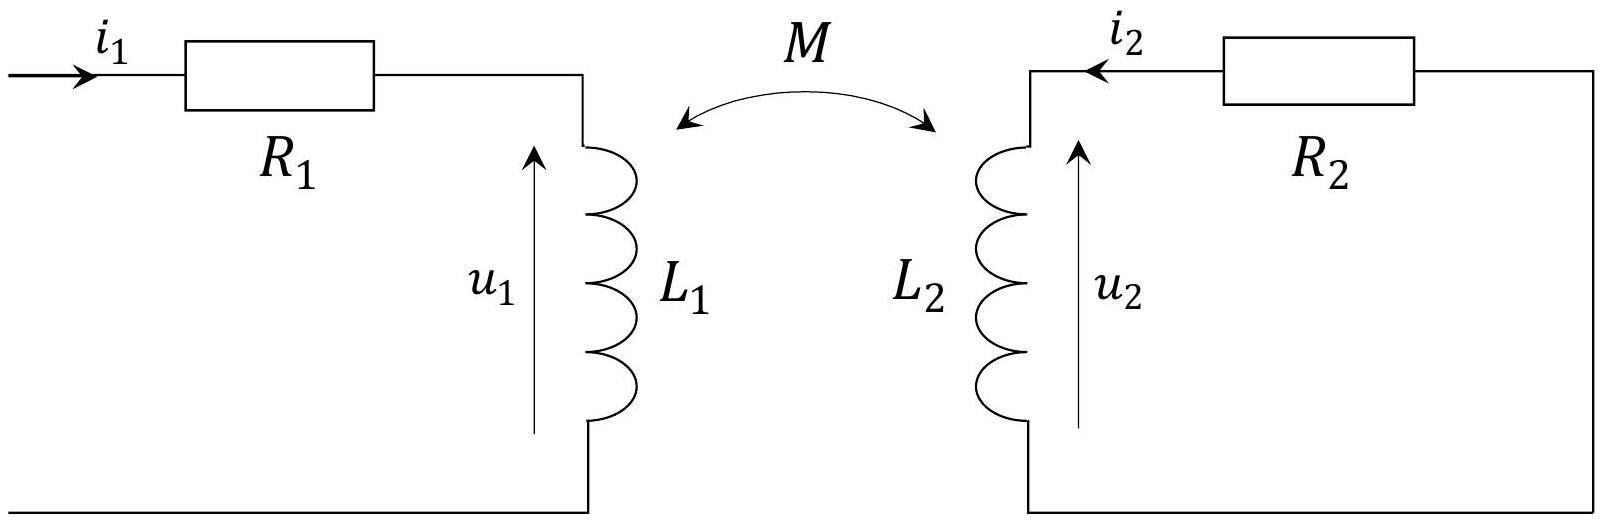 i₁
M
i₂
R₁
R₂
u₁
L₁
L₂
u₂